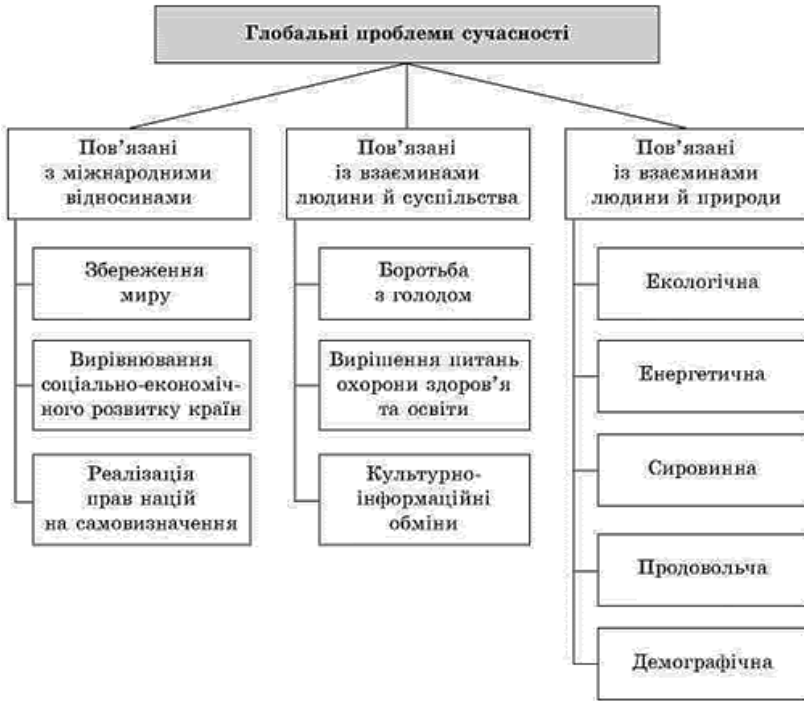 Глобальні проблеми сучасності
Пов’язані
з міжнародними
відносинами
Збереження
миру
Вирівнювання
соціально-економіч-
ного розвитку країн
Реалізація
прав націй
на самовизначення
Пов’язані
із взаєминами
людини й суспільства
Боротьба
з голодом
Вирішення питань
охорони здоров’я
та освіти
Культурно-
інформаційні
обміни
Пов’язані
із взаєминами
людини й природи
Екологічна
Енергетична
Сировинна
Продовольча
Демографічна